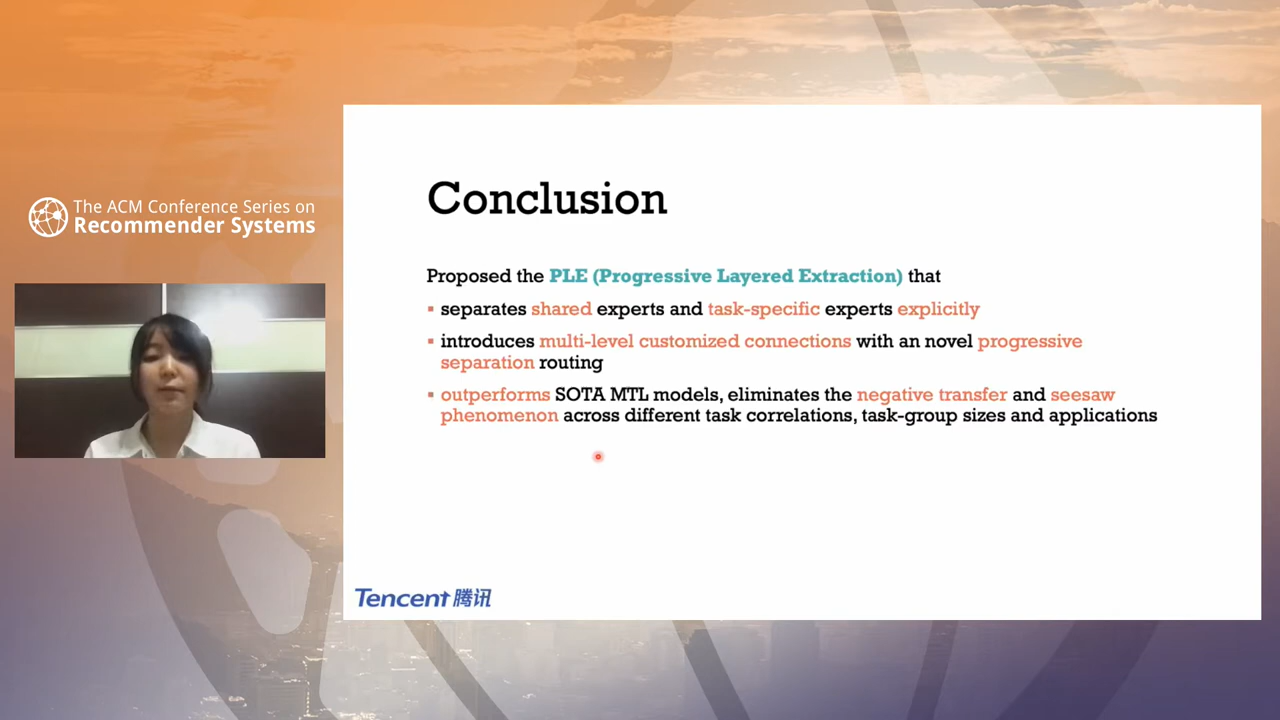 The ACM Conference Series on
Recommender Systems
Conclusion
Proposed the PLE (Progressive Layered Extraction) that
▪ separates shared experts and task-specific experts explicitly
▪ introduces multi-level customized connections with an novel progressive
separation routing
▪ outperforms SOTA MTL models, eliminates the negative transfer and seesaw
phenomenon across different task correlations, task-group sizes and applications
Tencent 腾讯